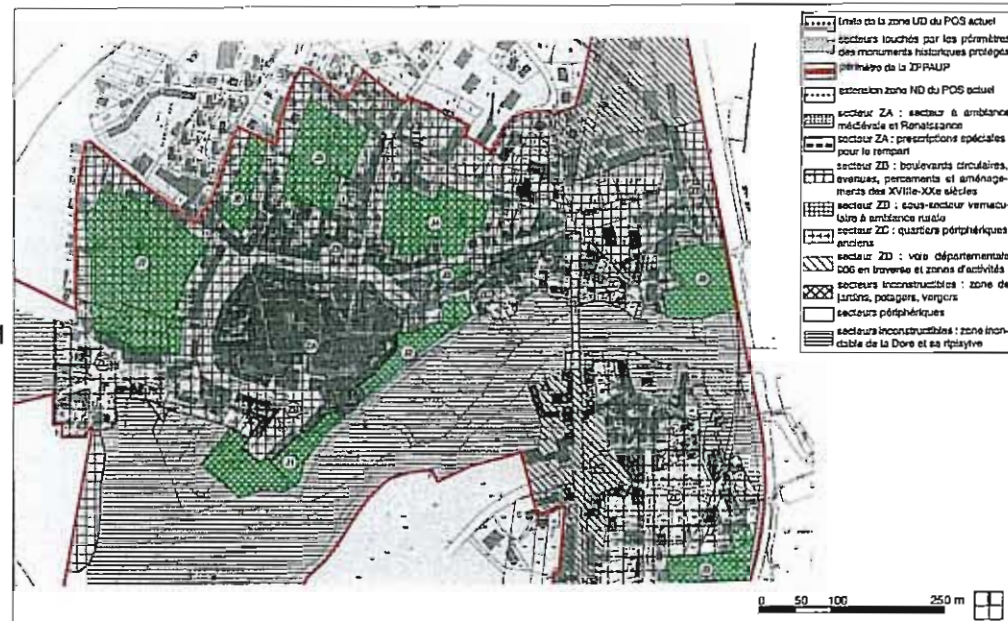 limite de la zone UD du POS actuel
secteurs touchés par les périmètres
des monuments historiques protégés
périmètre de la ZPPAUP
extension zone ND du POS actuel
secteur ZA : secteur à ambiance
médiévale et Renaissance
secteur ZA : prescriptions spéciales
pour le rempart
secteur ZB : boulevards circulaires,
avenues, percements et aménage-
ments des XVIIIe-XXe siècles
sous-secteur vernacu-
laire à ambiance rurale
secteur ZC : quartiers périphériques
anciens
secteur ZD : voie départementale
en traverse et zones d'activités
secteurs inconstructibles : zone de
jardins, potagers, vergers
secteurs périphériques
secteurs inconstructibles : zone inon-
dable de la Dore et sa ripisylve
J4
J2
J1
0 50 100 250 m